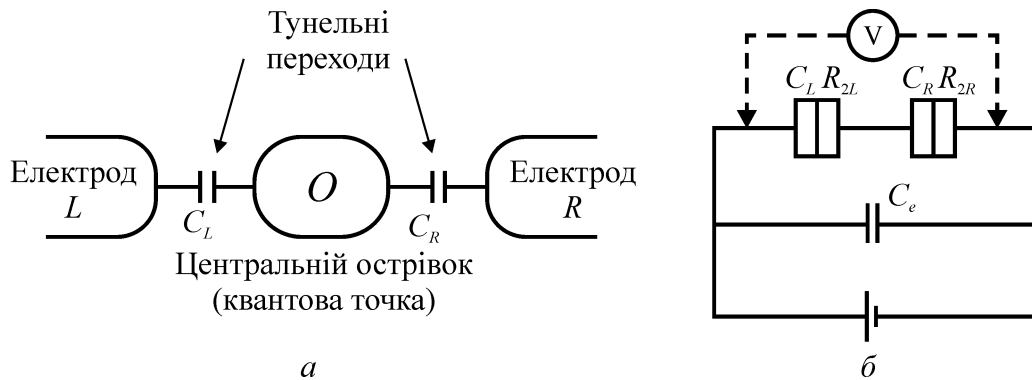 Тунельні
переходи
Електрод
L
C_L
O
C_R
Електрод
R
Центральній острівок
(квантова точка)
а
V
C_L R_2L
C_R R_2R
C_e
б